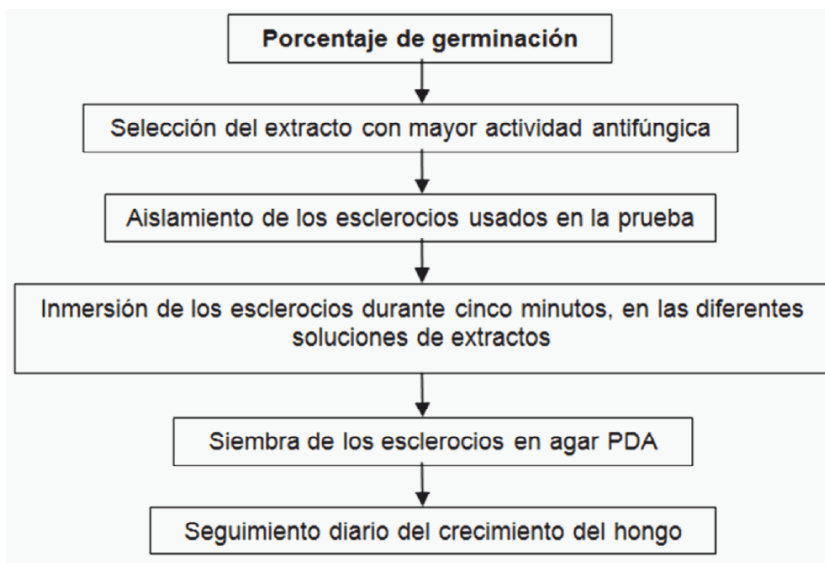 Porcentaje de germinación
Selección del extracto con mayor actividad antifúngica
Aislamiento de los esclerocios usados en la prueba
Inmersión de los esclerocios durante cinco minutos, en las diferentes
soluciones de extractos
Siembra de los esclerocios en agar PDA
Seguimiento diario del crecimiento del hongo